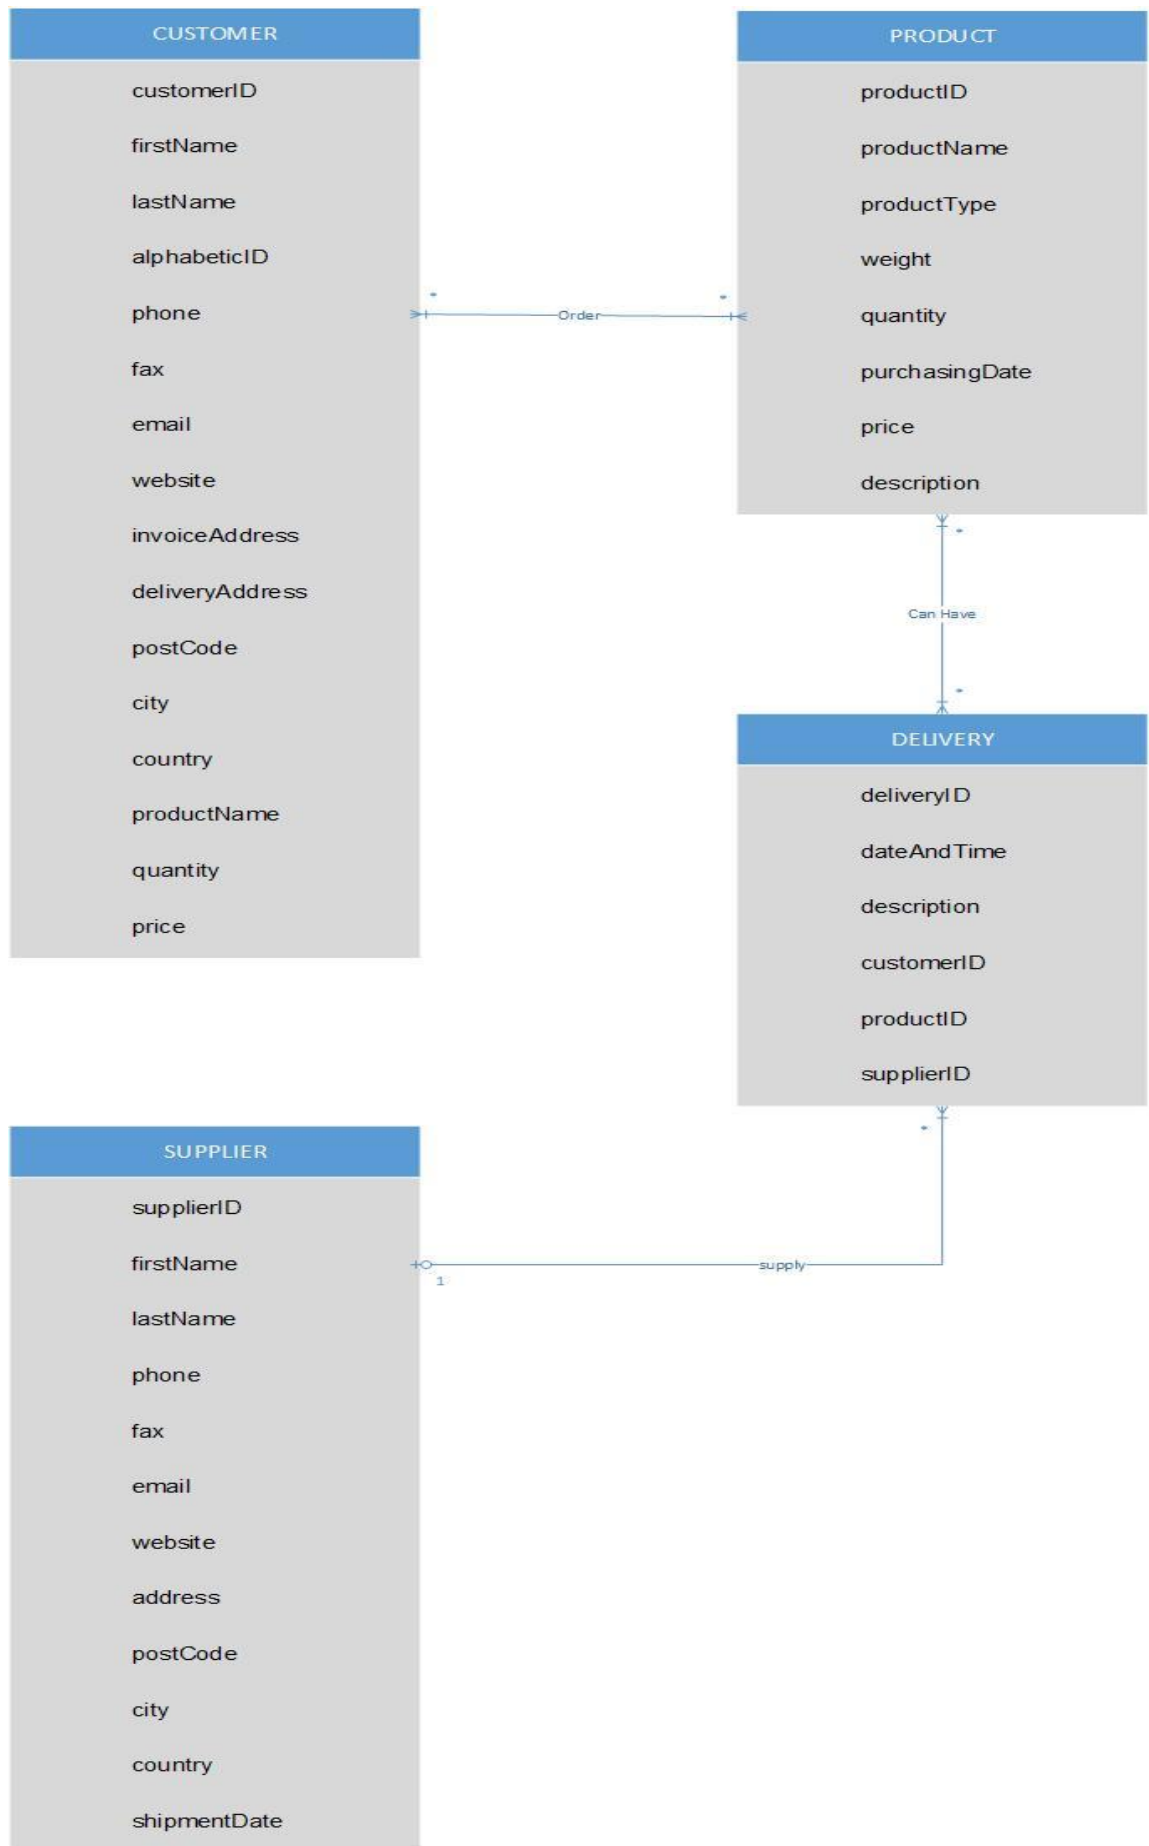 CUSTOMER
customerID
firstName
lastName
alphabeticID
phone
fax
email
website
invoiceAddress
deliveryAddress
postCode
city
country
productName
quantity
price
*
*
Order
PRODUCT
productID
productName
productType
weight
quantity
purchasingDate
price
description
*
Can Have
*
DELIVERY
deliveryID
dateAndTime
description
customerID
productID
supplierID
*
supply
1
SUPPLIER
supplierID
firstName
lastName
phone
fax
email
website
address
postCode
city
country
shipmentDate